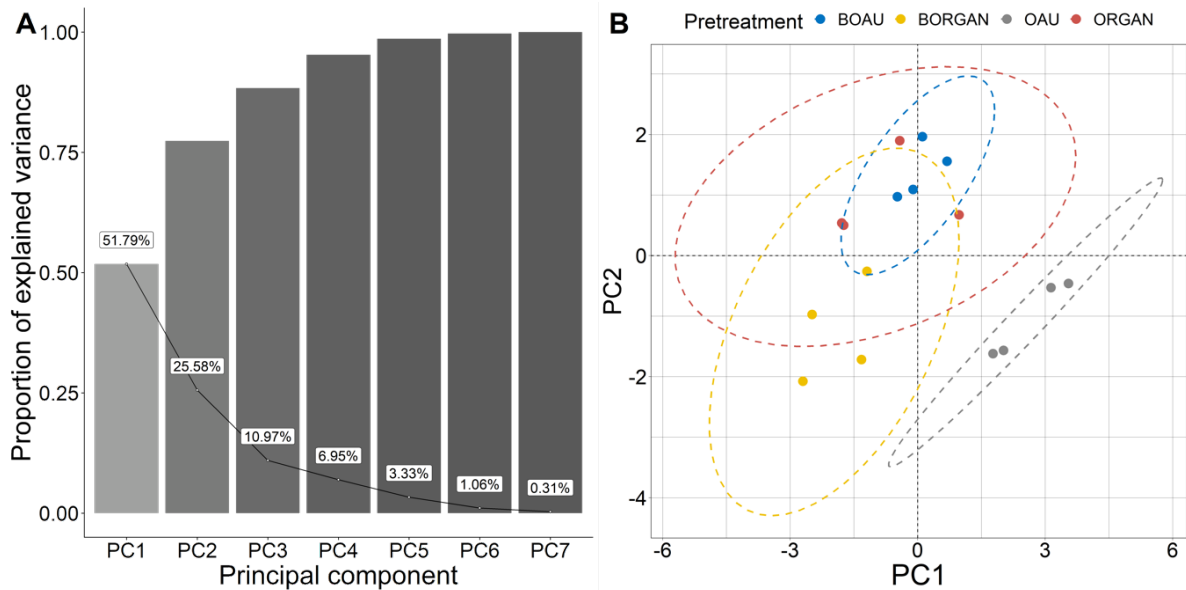 A
1.00
0.75
0.50
0.25
0.00
Proportion of explained variance
51.79%
25.58%
10.97%
6.95%
3.33%
1.06%
0.31%
PC1 PC2 PC3 PC4 PC5 PC6 PC7
Principal component
B
Pretreatment BOAU BORGAN OAU ORGAN
2
0
-2
-4
PC2
-6 -3 0 3 6
PC1